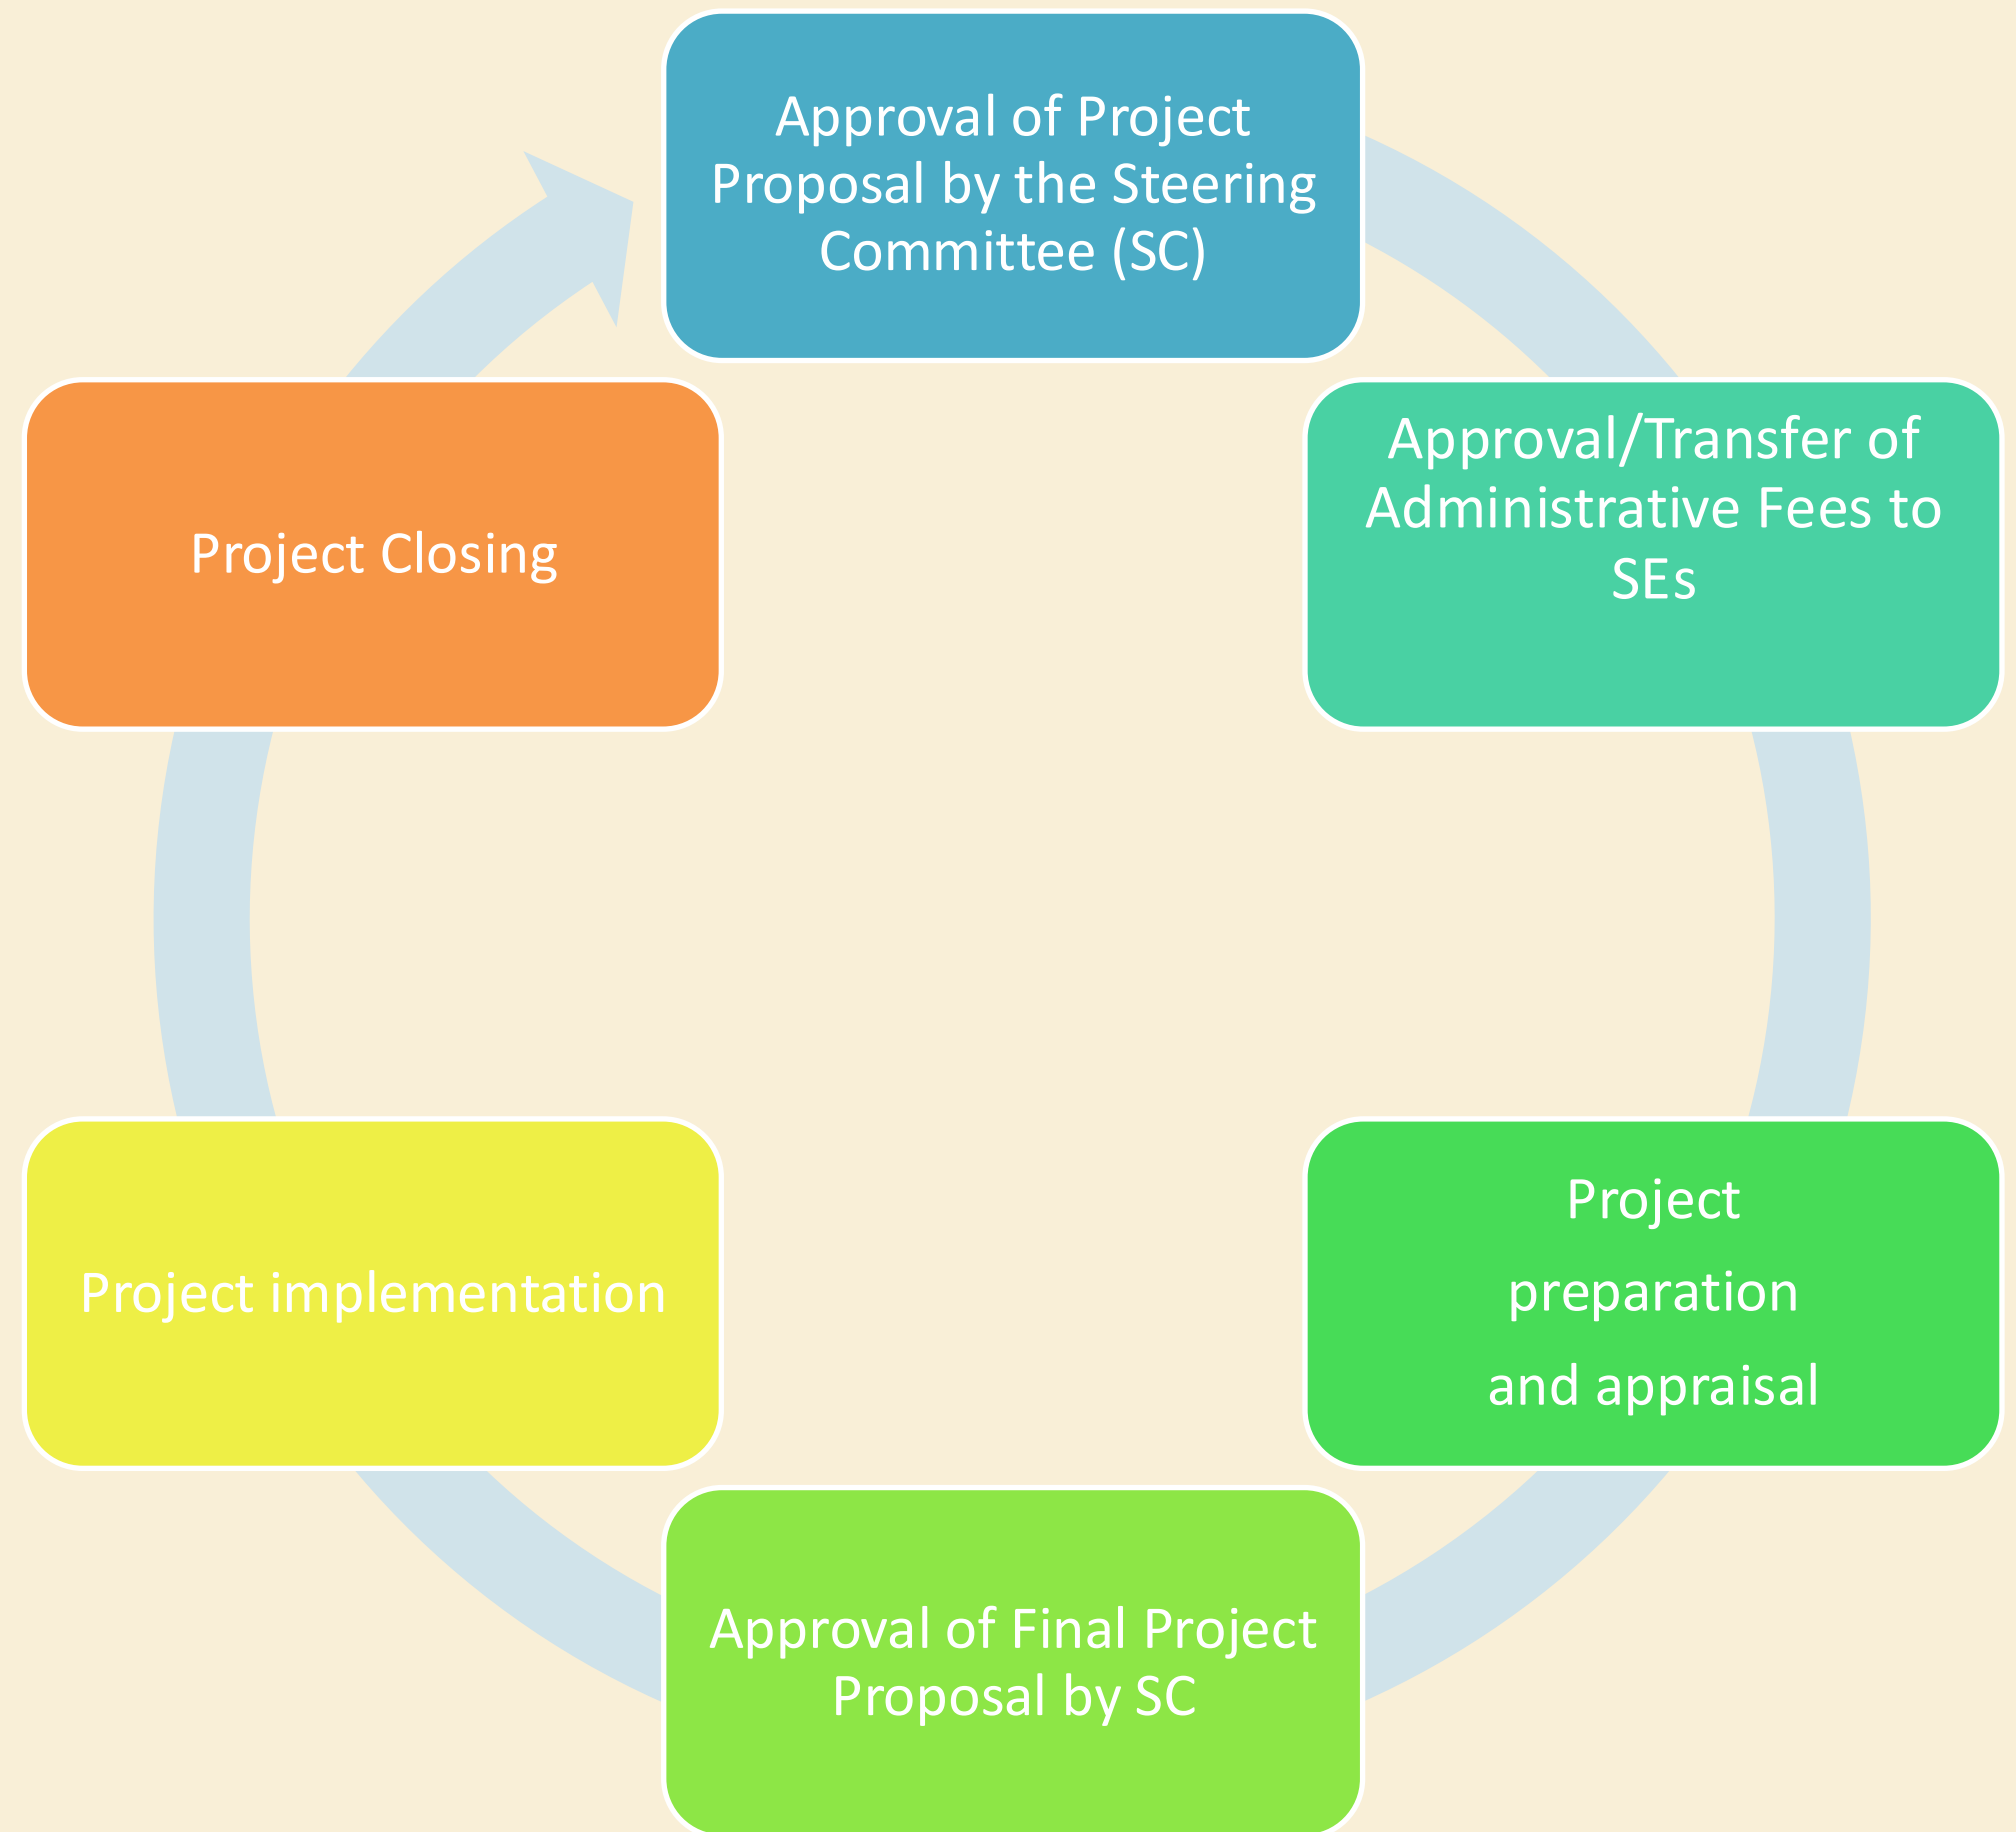 Approval of Project
Proposal by the Steering
Committee (SC)
Approval/Transfer of
Administrative Fees to
SEs
Project
preparation
and appraisal
Approval of Final Project
Proposal by SC
Project implementation
Project Closing